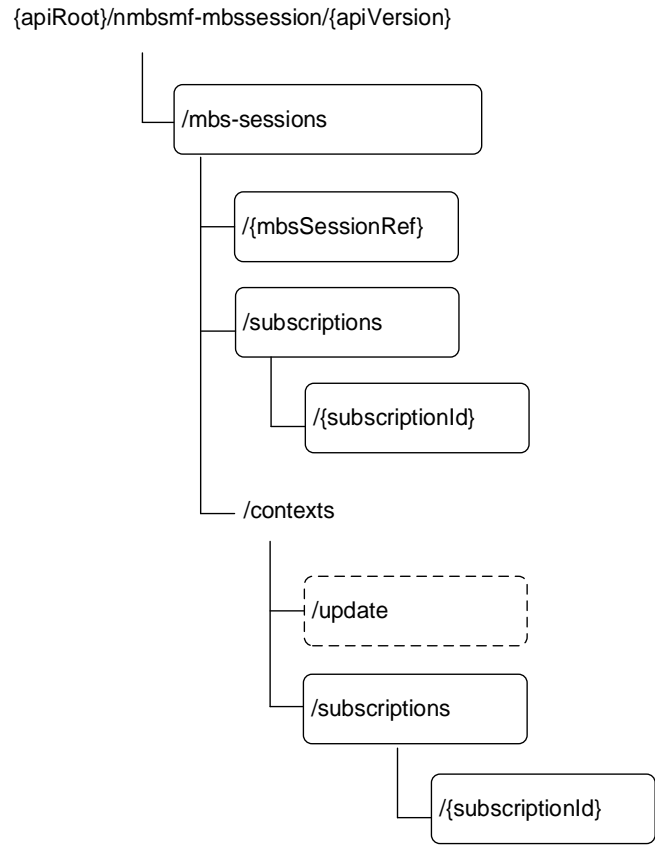 {apiRoot}/nmbsmf-mbssession/{apiVersion}
/mbs-sessions
/{mbsSessionRef}
/subscriptions
/{subscriptionId}
/contexts
/update
/subscriptions
/{subscriptionId}